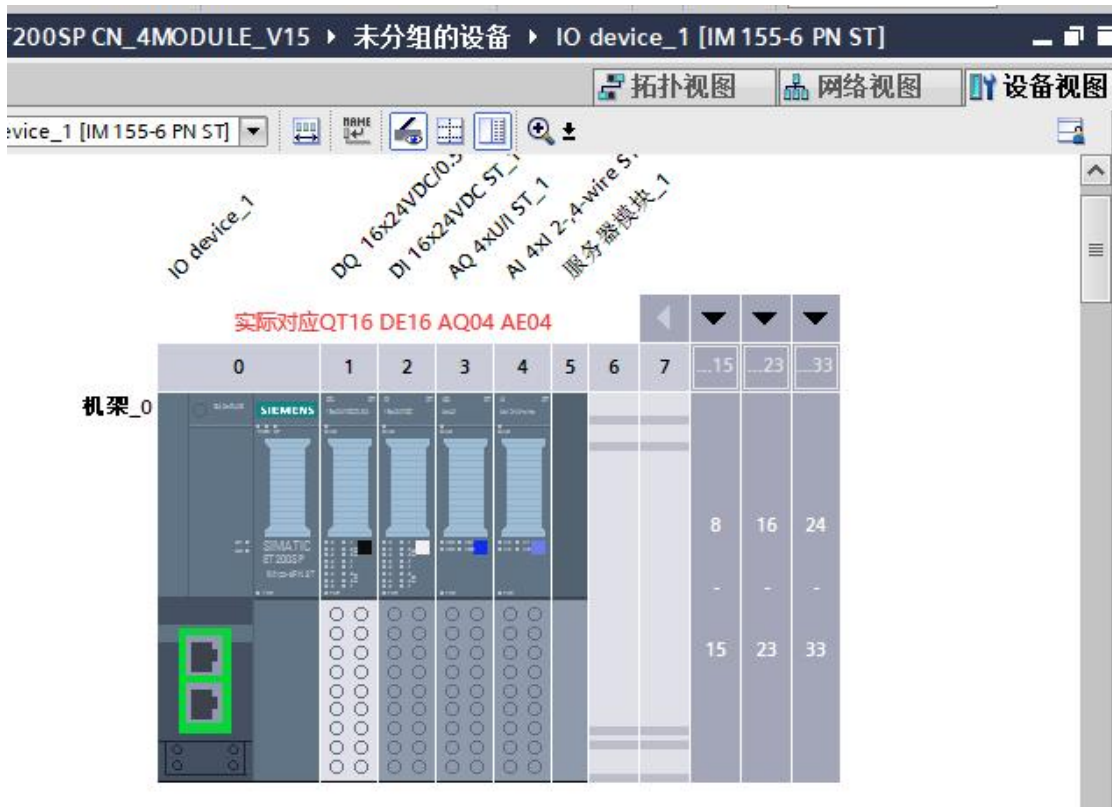 T200SP CN_4MODULE_V15 ▸ 未分组的设备 ▸ IO device_1 [IM 155-6 PN ST]
拓扑视图 网络视图 设备视图
evice_1 [IM 155-6 PN ST]
IO device_1
DQ 16x24VDC/0.5
DI 16x24VDC ST_1
AQ 4xU/I ST_1
AI 4xI 2-,4-wire S
服务器模块_1
实际对应QT16 DE16 AQ04 AE04
0 1 2 3 4 5 6 7 ...15 ...23 ...33
机架_0
SIEMENS
SIMATIC
ET 200SP
8 16 24
- - -
15 23 33